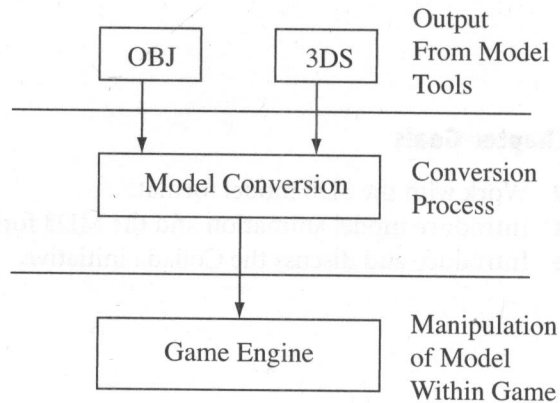 Output
From Model
Tools
OBJ
3DS
Model Conversion
Conversion
Process
Game Engine
Manipulation
of Model
Within Game